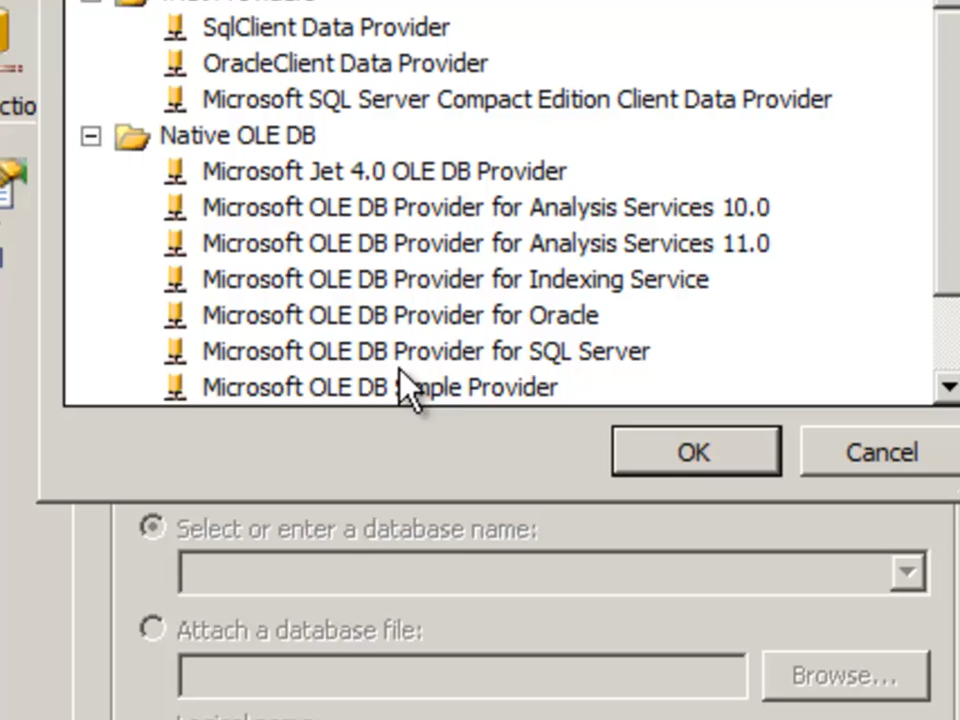 SqlClient Data Provider
OracleClient Data Provider
Microsoft SQL Server Compact Edition Client Data Provider
Native OLE DB
Microsoft Jet 4.0 OLE DB Provider
Microsoft OLE DB Provider for Analysis Services 10.0
Microsoft OLE DB Provider for Analysis Services 11.0
Microsoft OLE DB Provider for Indexing Service
Microsoft OLE DB Provider for Oracle
Microsoft OLE DB Provider for SQL Server
Microsoft OLE DB Simple Provider
OK
Cancel
Select or enter a database name:
Attach a database file:
Browse...